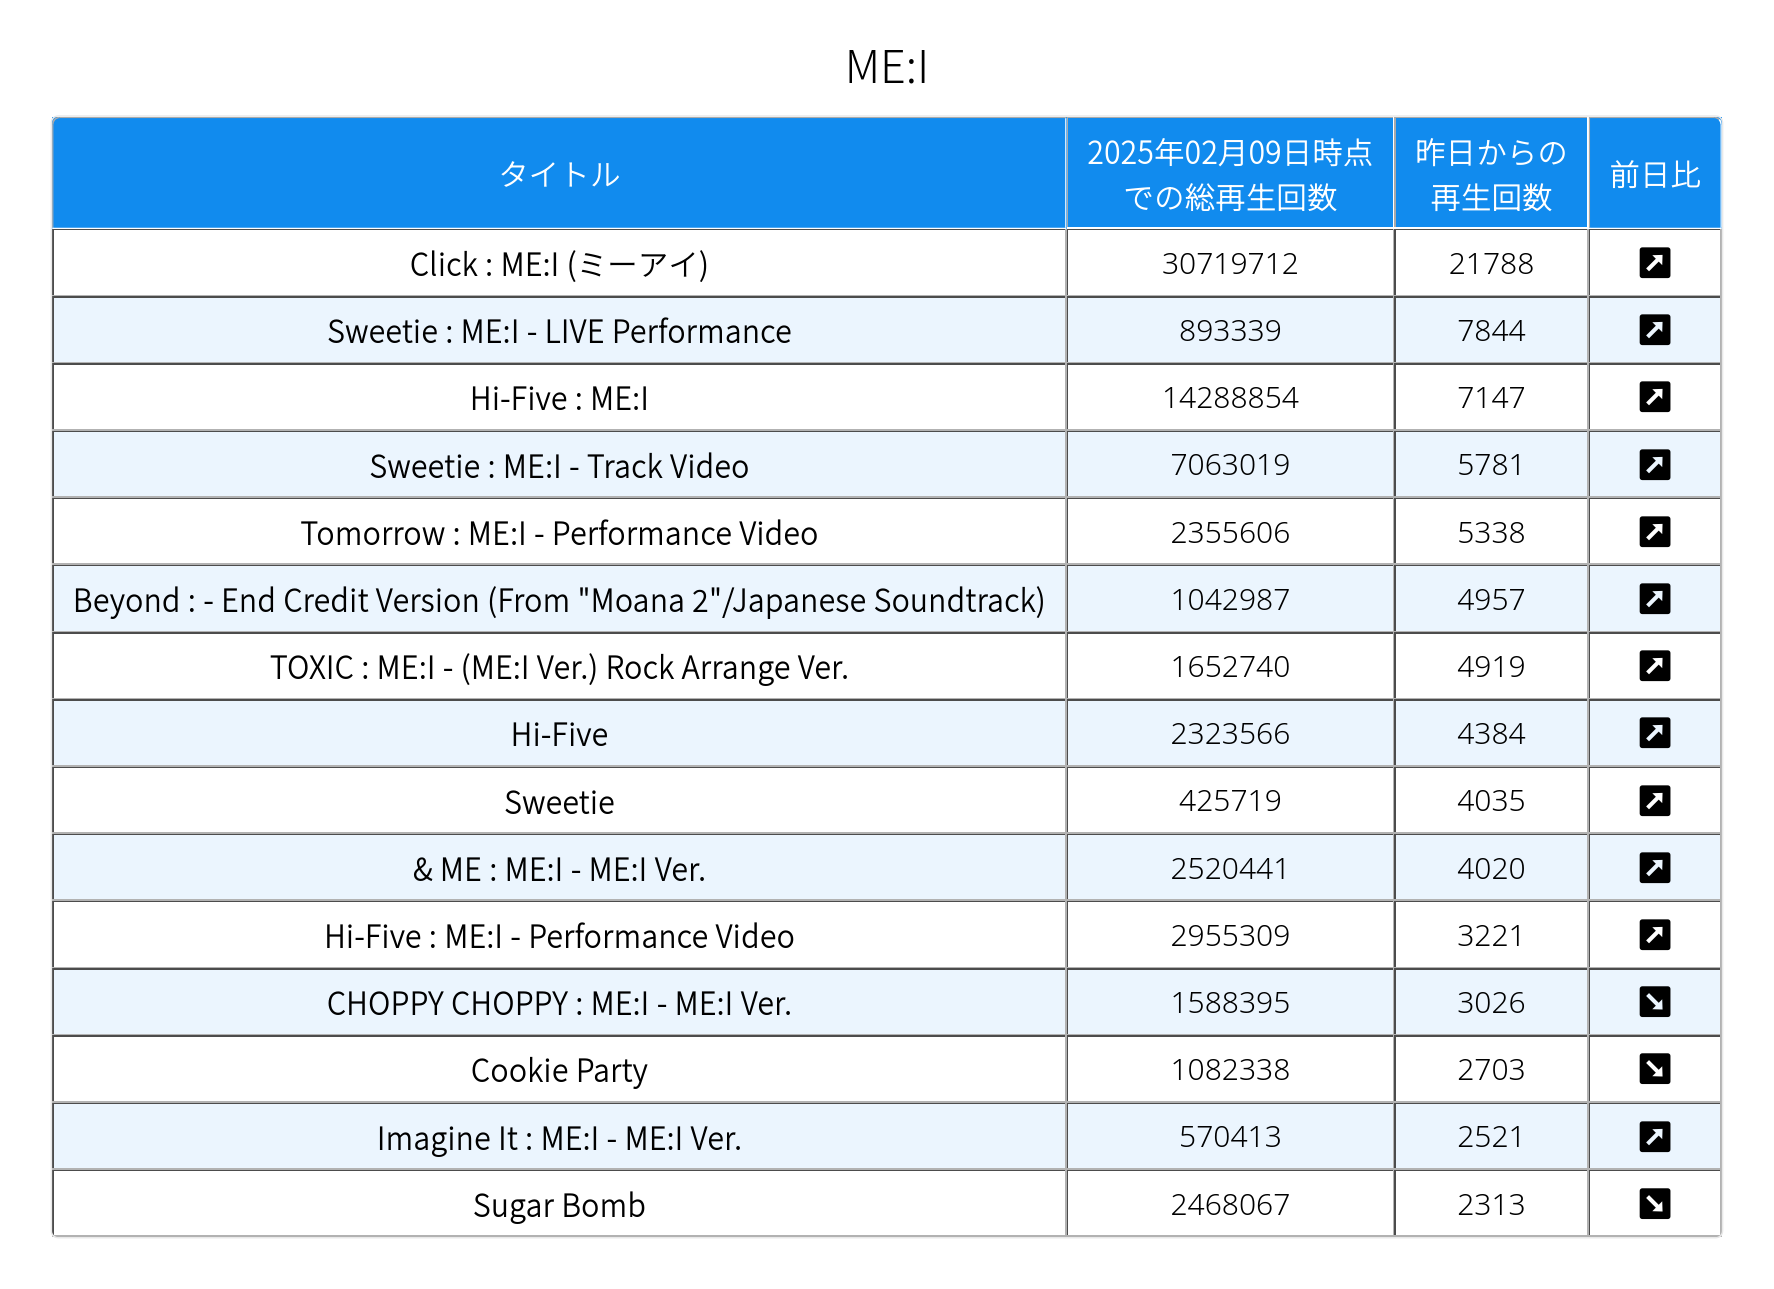 ME:I
タイトル 2025年02月09日時点での総再生回数 昨日からの再生回数 前日比
Click : ME:I (ミーアイ) 30719712 21788 ↗
Sweetie : ME:I - LIVE Performance 893339 7844 ↗
Hi-Five : ME:I 14288854 7147 ↗
Sweetie : ME:I - Track Video 7063019 5781 ↗
Tomorrow : ME:I - Performance Video 2355606 5338 ↗
Beyond : - End Credit Version (From "Moana 2"/Japanese Soundtrack) 1042987 4957 ↗
TOXIC : ME:I - (ME:I Ver.) Rock Arrange Ver. 1652740 4919 ↗
Hi-Five 2323566 4384 ↗
Sweetie 425719 4035 ↗
& ME : ME:I - ME:I Ver. 2520441 4020 ↗
Hi-Five : ME:I - Performance Video 2955309 3221 ↗
CHOPPY CHOPPY : ME:I - ME:I Ver. 1588395 3026 ↘
Cookie Party 1082338 2703 ↘
Imagine It : ME:I - ME:I Ver. 570413 2521 ↗
Sugar Bomb 2468067 2313 ↘